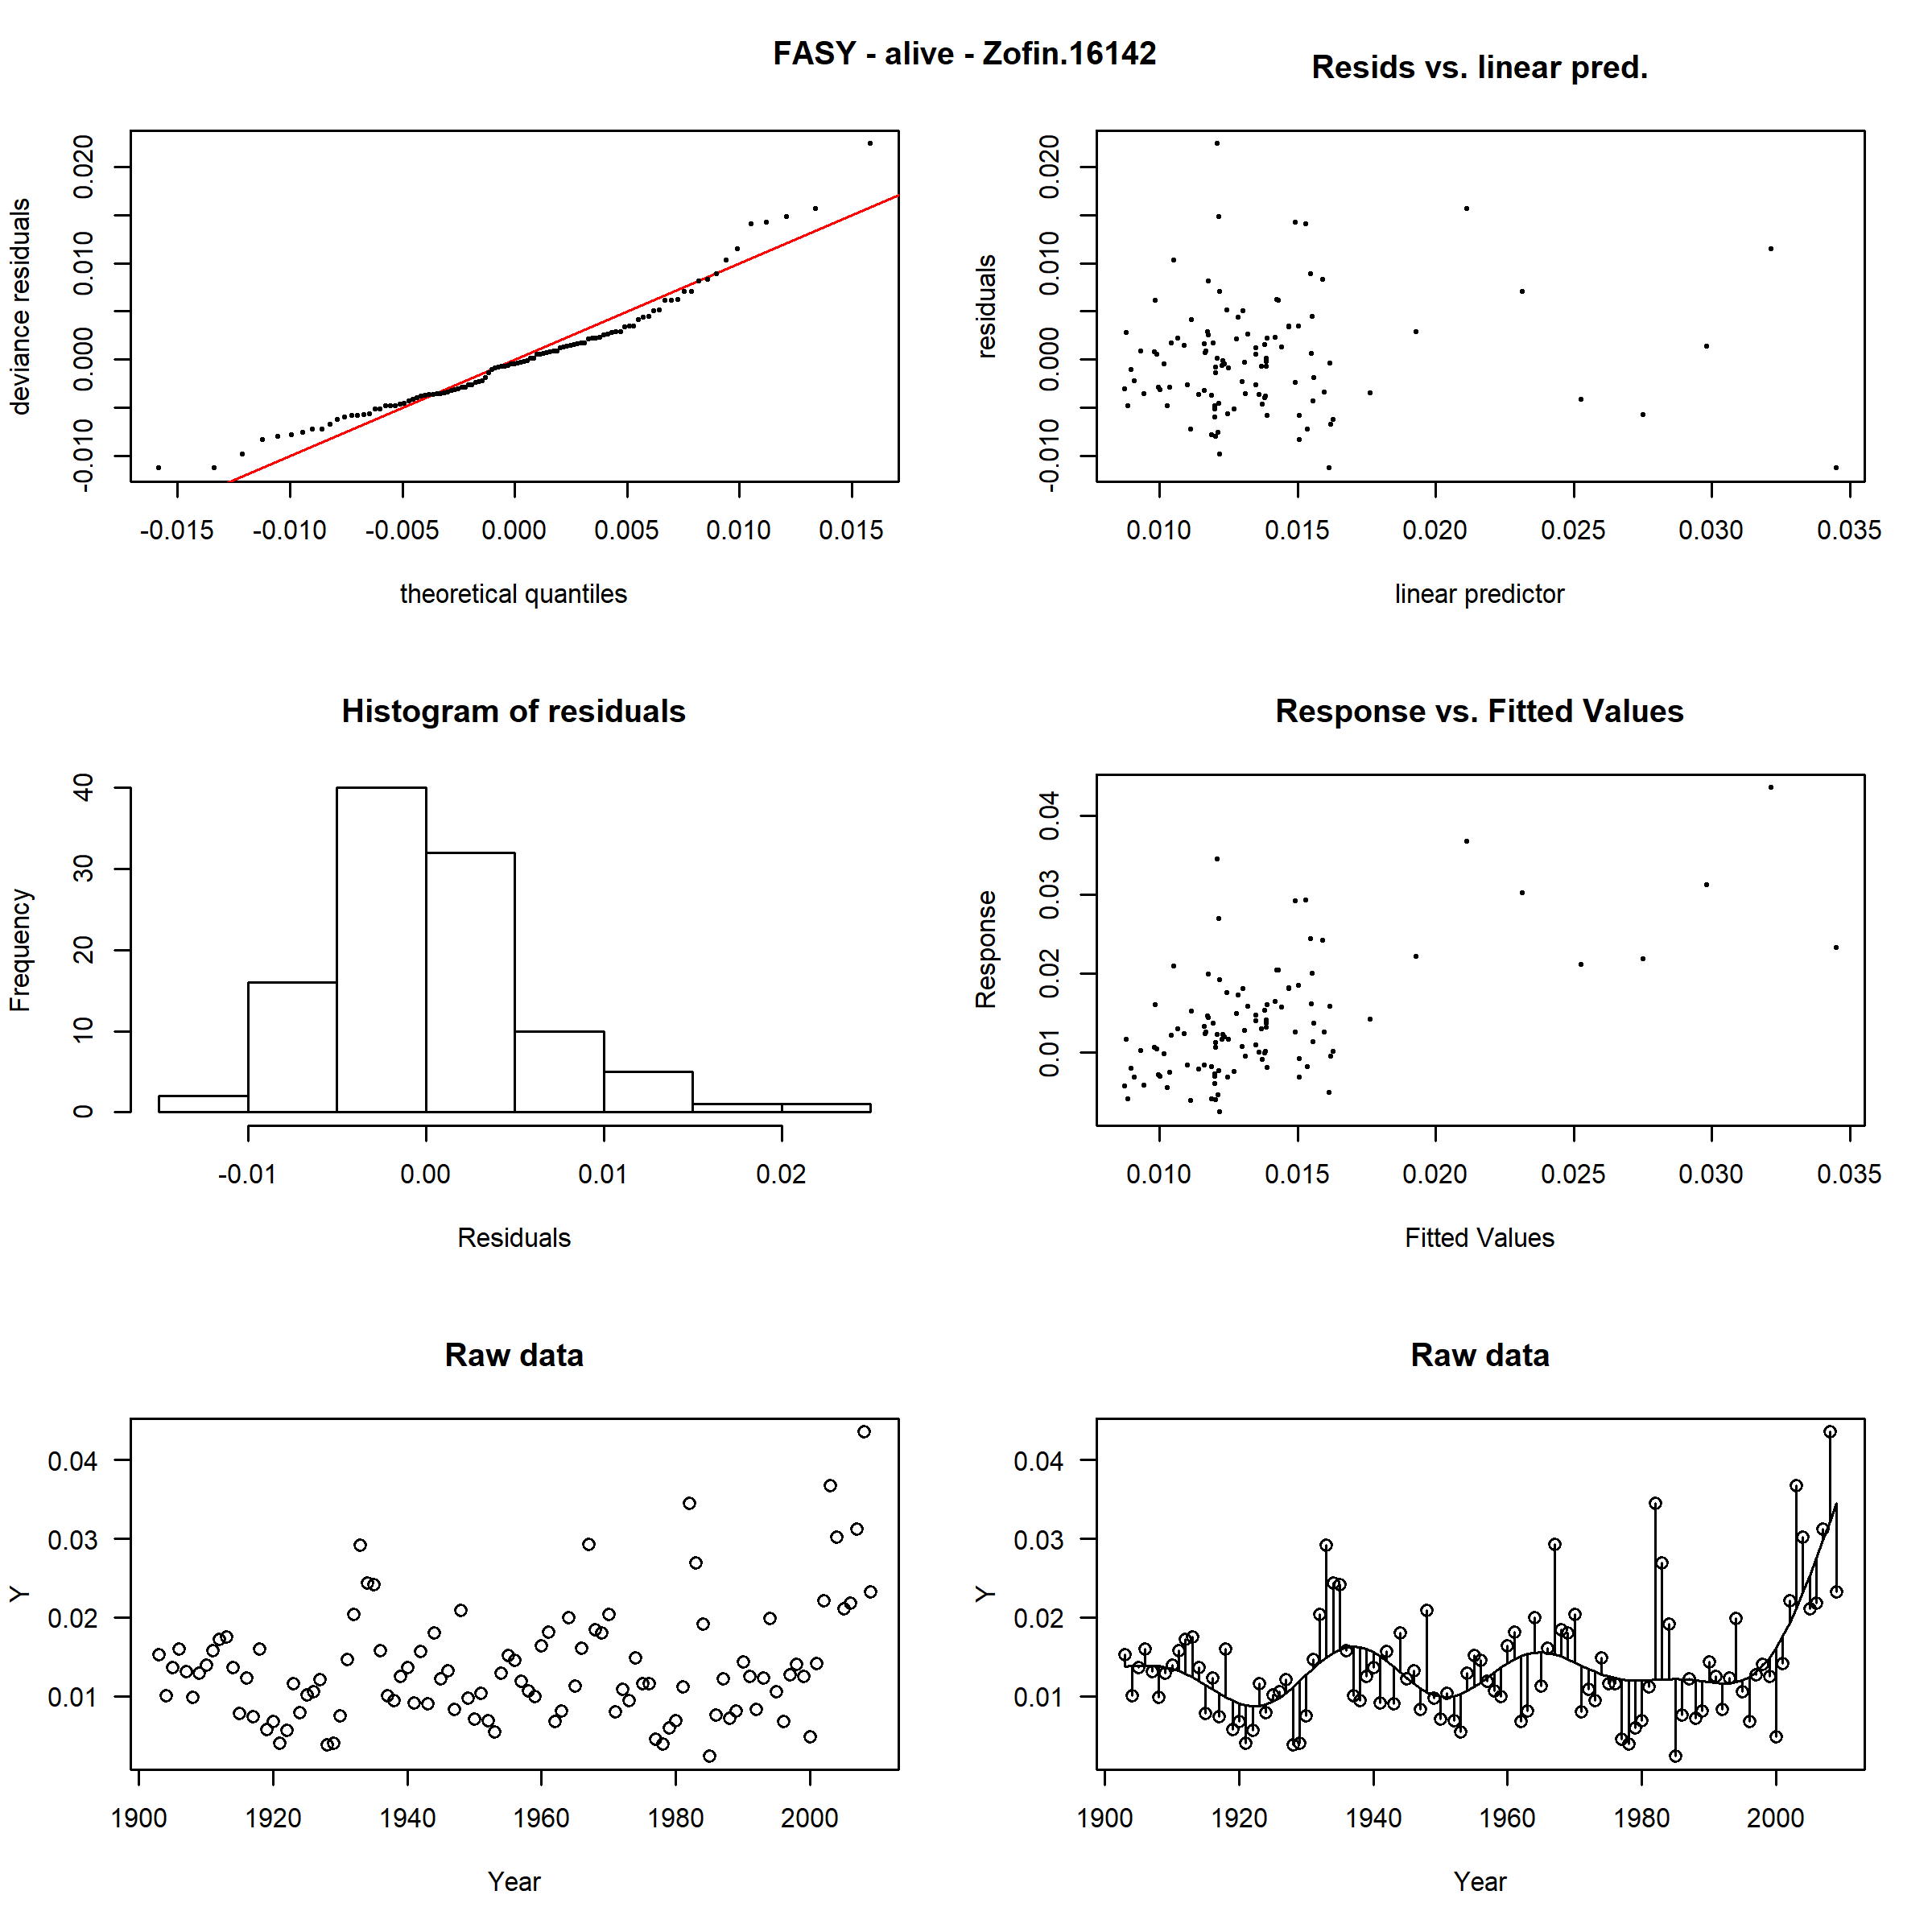 FASY - alive - Zofin.16142
Resids vs. linear pred.
deviance residuals
-0.010 0.000 0.010 0.020
-0.015 -0.010 -0.005 0.000 0.005 0.010 0.015
theoretical quantiles
residuals
-0.010 0.000 0.010 0.020
0.010 0.015 0.020 0.025 0.030 0.035
linear predictor
Histogram of residuals
Frequency
0 10 20 30 40
-0.01 0.00 0.01 0.02
Residuals
Response vs. Fitted Values
Response
0.01 0.02 0.03 0.04
0.010 0.015 0.020 0.025 0.030 0.035
Fitted Values
Raw data
Y
0.04
0.03
0.02
0.01
1900 1920 1940 1960 1980 2000
Year
Raw data
Y
0.04
0.03
0.02
0.01
1900 1920 1940 1960 1980 2000
Year